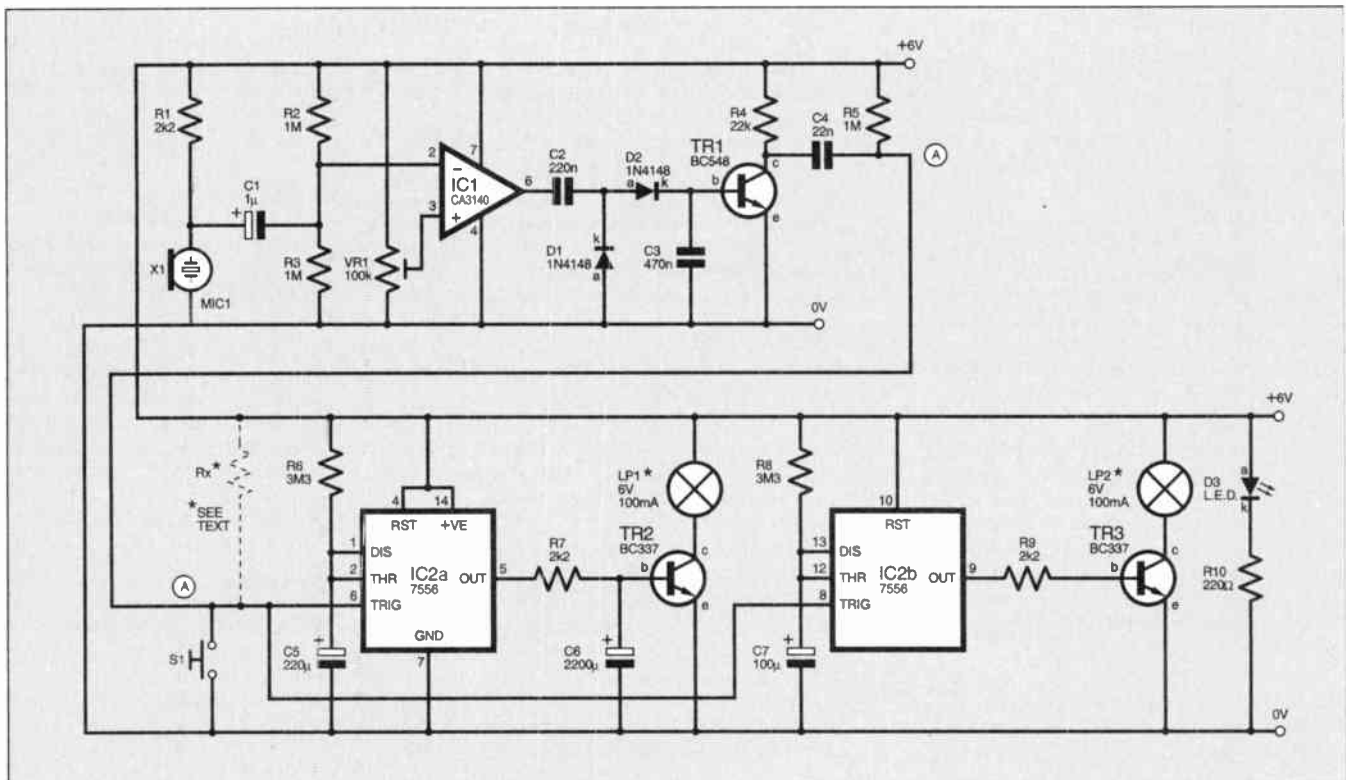 +6V
R1
2k2
R2
1M
R4
22k
C4
22n
R5
1M
A
TR1
BC548
c
b
e
2
7
−
IC1
CA3140
6
3
+
4
C2
220n
D2
1N4148
a
k
C1
1µ
+
X1
MIC1
R3
1M
VR1
100k
k
D1
1N4148
a
C3
470n
0V
+6V
Rx*
*SEE
TEXT
R6
3M3
4
14
RST
+VE
1
DIS
2
THR
6
TRIG
IC2a
7556
OUT
5
GND
7
R7
2k2
LP1*
6V
100mA
TR2
BC337
c
b
e
R8
3M3
10
RST
13
DIS
12
THR
8
TRIG
IC2b
7556
OUT
9
R9
2k2
LP2*
6V
100mA
TR3
BC337
c
b
e
a
D3
L.E.D.
k
R10
220Ω
A
S1
+
C5
220µ
+
C6
2200µ
+
C7
100µ
0V